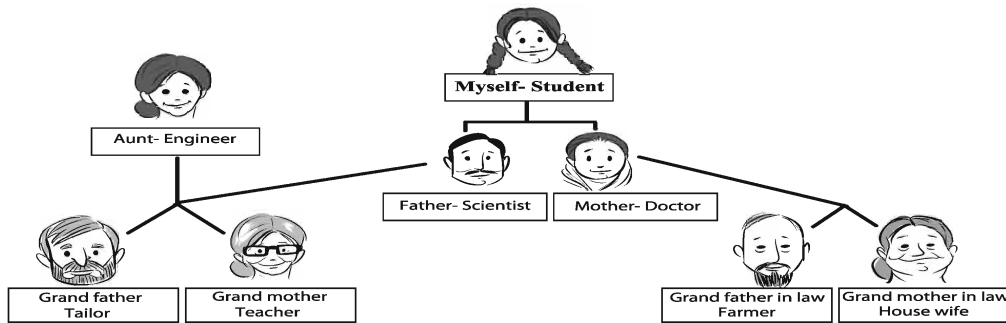 Myself- Student
Aunt- Engineer
Father- Scientist
Mother- Doctor
Grand father
Tailor
Grand mother
Teacher
Grand father in law
Farmer
Grand mother in law
House wife